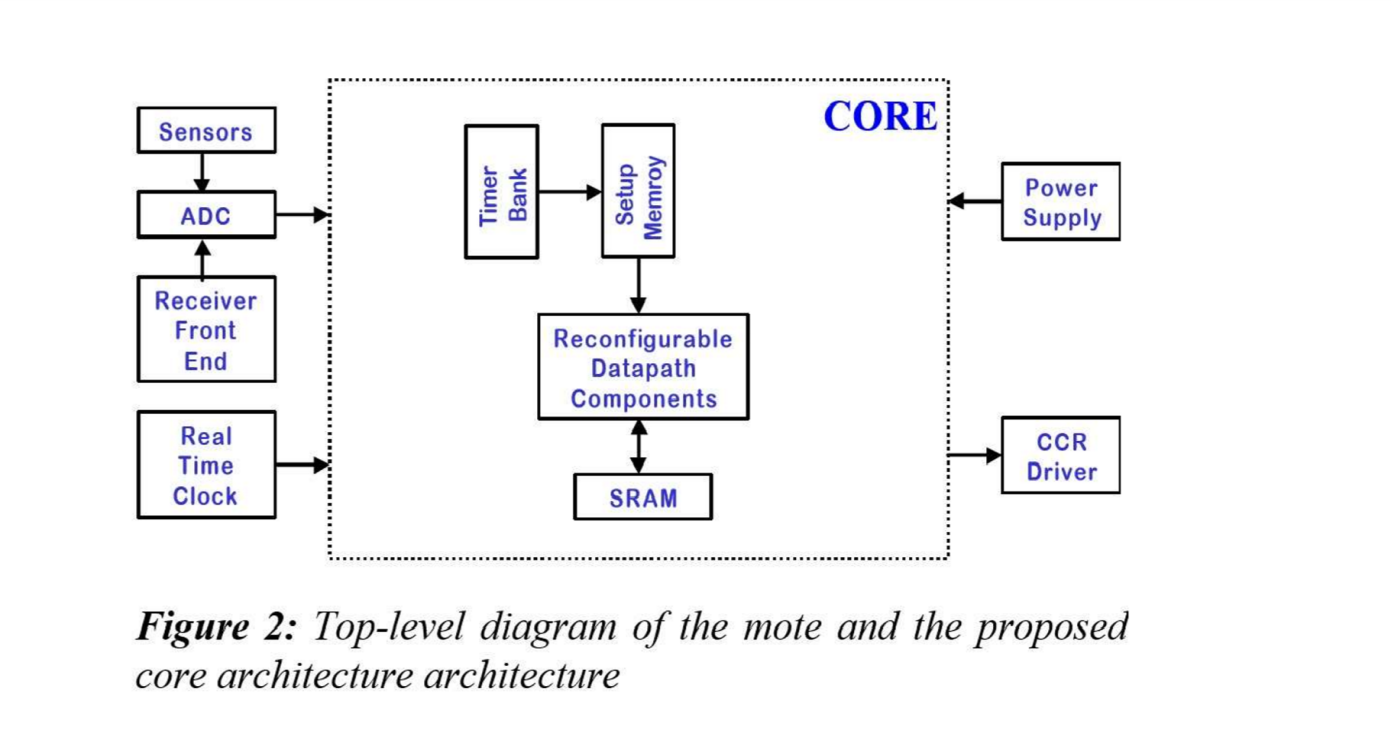 CORE
Sensors
ADC
Receiver
Front
End
Real
Time
Clock
Timer
Bank
Setup
Memroy
Reconfigurable
Datapath
Components
SRAM
Power
Supply
CCR
Driver
Figure 2: Top-level diagram of the mote and the proposed
core architecture architecture